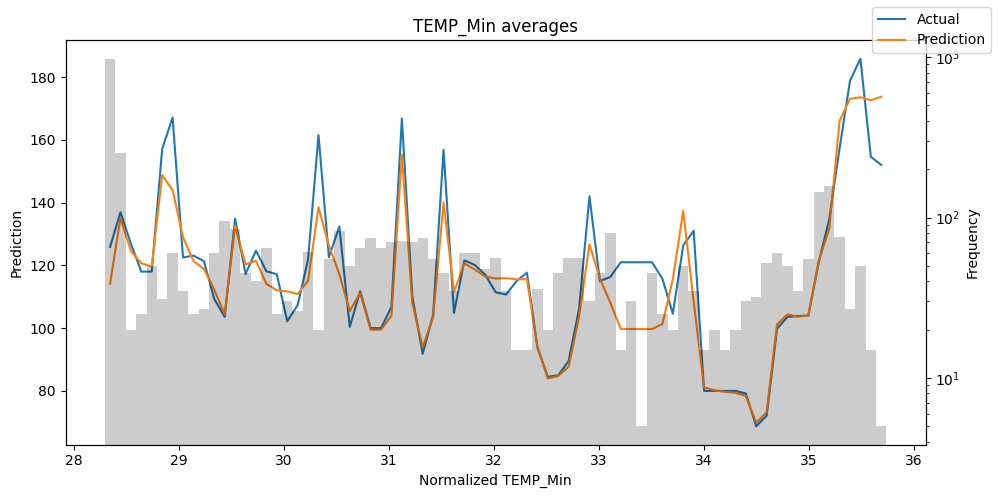 TEMP_Min averages
Actual
Prediction
Prediction
180
160
140
120
100
80
10³
10²
10¹
Frequency
28 29 30 31 32 33 34 35 36
Normalized TEMP_Min